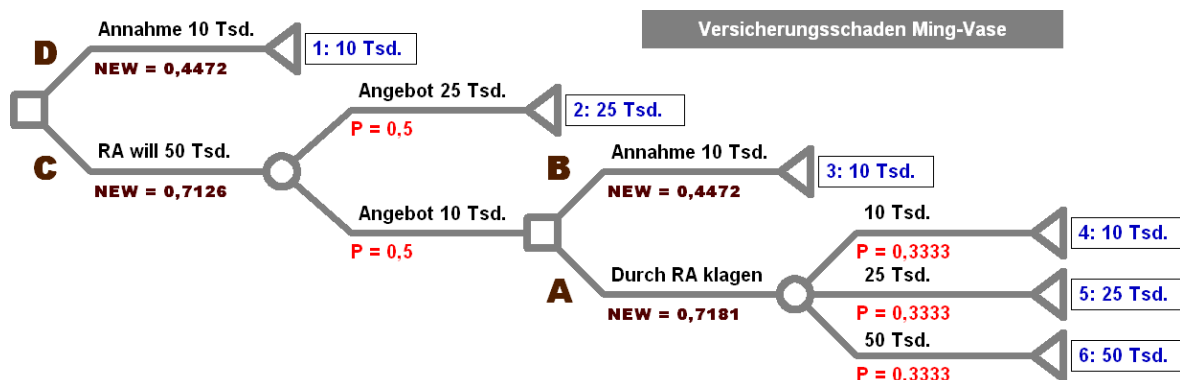 Versicherungsschaden Ming-Vase
D
Annahme 10 Tsd.
NEW = 0,4472
1: 10 Tsd.
C
RA will 50 Tsd.
NEW = 0,7126
Angebot 25 Tsd.
P = 0,5
2: 25 Tsd.
Angebot 10 Tsd.
P = 0,5
B
Annahme 10 Tsd.
NEW = 0,4472
3: 10 Tsd.
A
Durch RA klagen
NEW = 0,7181
10 Tsd.
P = 0,3333
4: 10 Tsd.
25 Tsd.
P = 0,3333
5: 25 Tsd.
50 Tsd.
P = 0,3333
6: 50 Tsd.